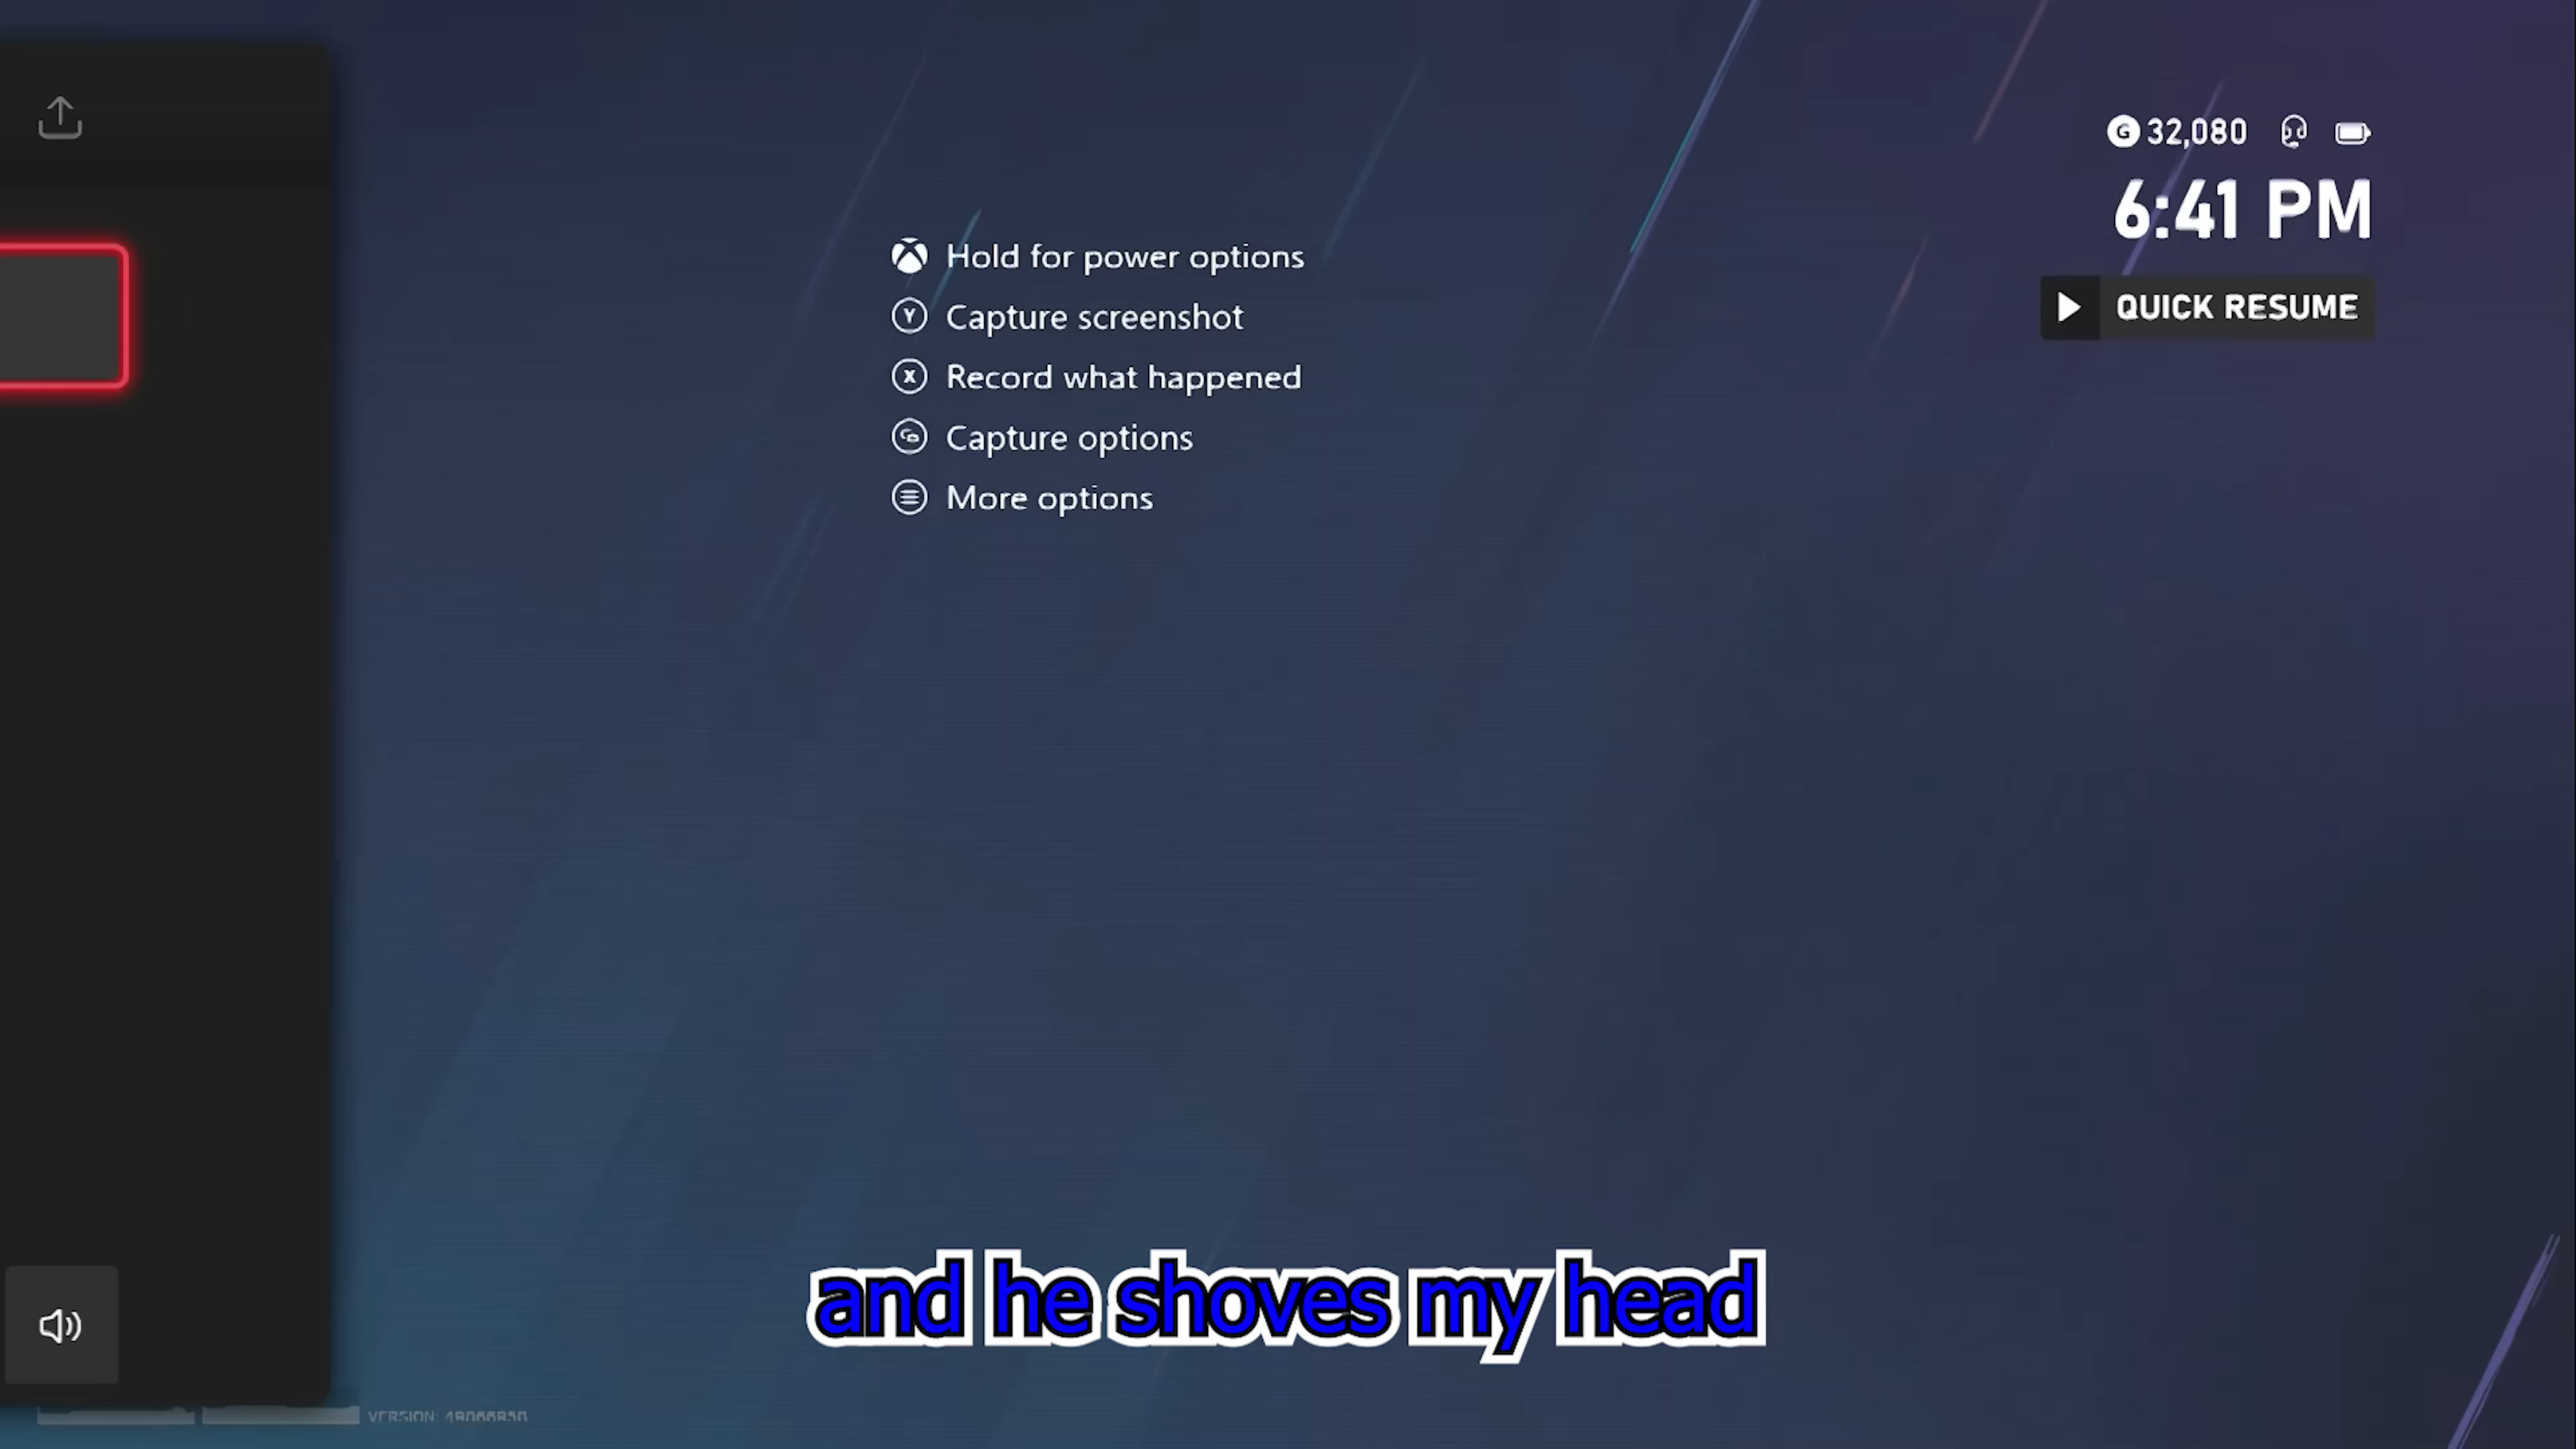 G 32,080
6:41 PM
QUICK RESUME
Hold for power options
Y Capture screenshot
X Record what happened
Capture options
More options
and he shoves my head
VERSION: